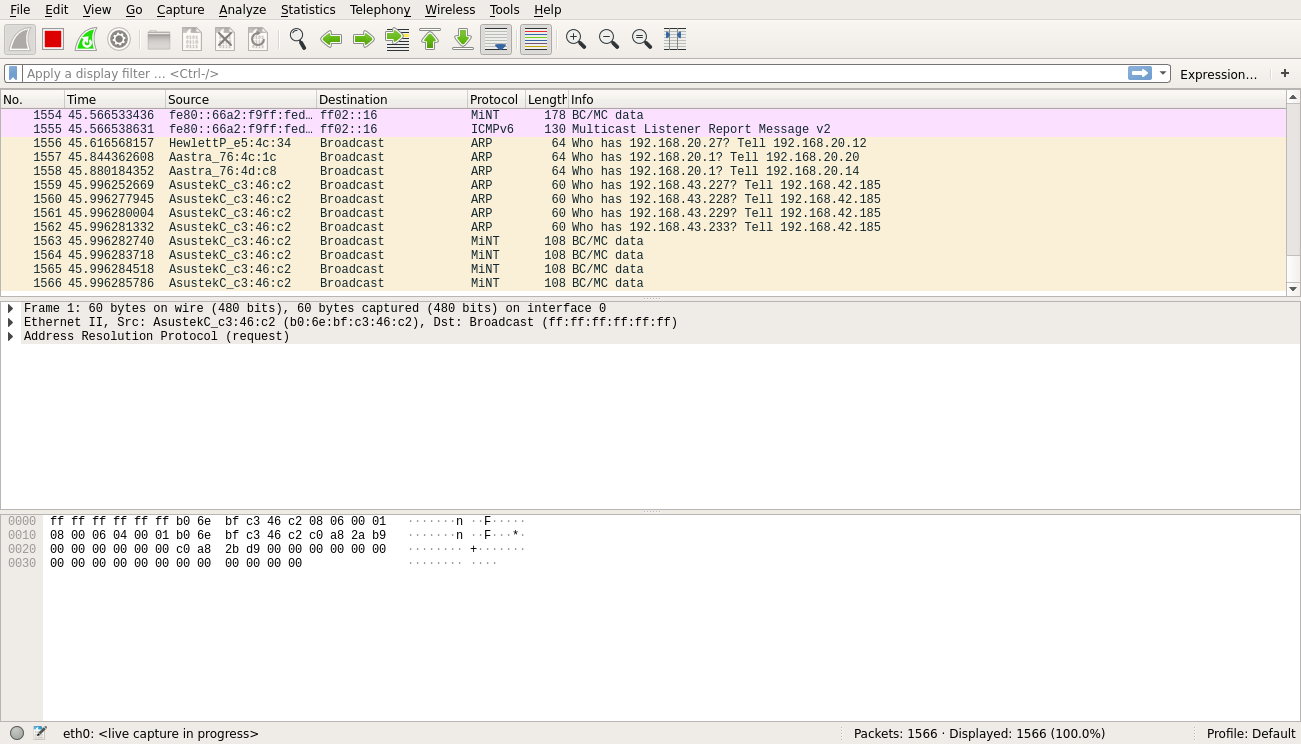 File Edit View Go Capture Analyze Statistics Telephony Wireless Tools Help
Apply a display filter … <Ctrl-/> Expression… +
No. Time Source Destination Protocol Length Info
1554 45.566533436 fe80::66a2:f9ff:fed… ff02::16 MiNT 178 BC/MC data
1555 45.566538631 fe80::66a2:f9ff:fed… ff02::16 ICMPv6 130 Multicast Listener Report Message v2
1556 45.616568157 HewlettP_e5:4c:34 Broadcast ARP 64 Who has 192.168.20.27? Tell 192.168.20.12
1557 45.844362608 Aastra_76:4c:1c Broadcast ARP 64 Who has 192.168.20.1? Tell 192.168.20.20
1558 45.880184352 Aastra_76:4d:c8 Broadcast ARP 64 Who has 192.168.20.1? Tell 192.168.20.14
1559 45.996252669 AsustekC_c3:46:c2 Broadcast ARP 60 Who has 192.168.43.227? Tell 192.168.42.185
1560 45.996277945 AsustekC_c3:46:c2 Broadcast ARP 60 Who has 192.168.43.228? Tell 192.168.42.185
1561 45.996280004 AsustekC_c3:46:c2 Broadcast ARP 60 Who has 192.168.43.229? Tell 192.168.42.185
1562 45.996281332 AsustekC_c3:46:c2 Broadcast ARP 60 Who has 192.168.43.233? Tell 192.168.42.185
1563 45.996282740 AsustekC_c3:46:c2 Broadcast MiNT 108 BC/MC data
1564 45.996283718 AsustekC_c3:46:c2 Broadcast MiNT 108 BC/MC data
1565 45.996284518 AsustekC_c3:46:c2 Broadcast MiNT 108 BC/MC data
1566 45.996285786 AsustekC_c3:46:c2 Broadcast MiNT 108 BC/MC data
Frame 1: 60 bytes on wire (480 bits), 60 bytes captured (480 bits) on interface 0
Ethernet II, Src: AsustekC_c3:46:c2 (b0:6e:bf:c3:46:c2), Dst: Broadcast (ff:ff:ff:ff:ff:ff)
Address Resolution Protocol (request)
0000 ff ff ff ff ff ff b0 6e bf c3 46 c2 08 06 00 01 ·······n ··F·····
0010 08 00 06 04 00 01 b0 6e bf c3 46 c2 c0 a8 2a b9 ·······n ··F···*·
0020 00 00 00 00 00 00 c0 a8 2b d9 00 00 00 00 00 00 ········ +·······
0030 00 00 00 00 00 00 00 00 00 00 00 00 ········ ····
eth0: <live capture in progress> Packets: 1566 · Displayed: 1566 (100.0%) Profile: Default